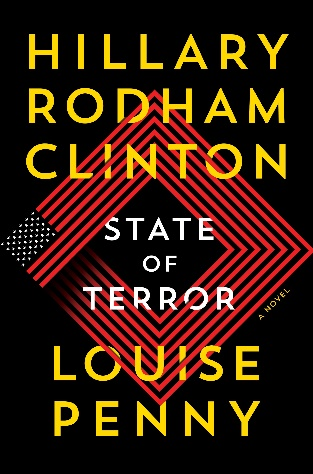 HILLARY
RODHAM
CLINTON
STATE
OF
TERROR
A NOVEL
LOUISE
PENNY